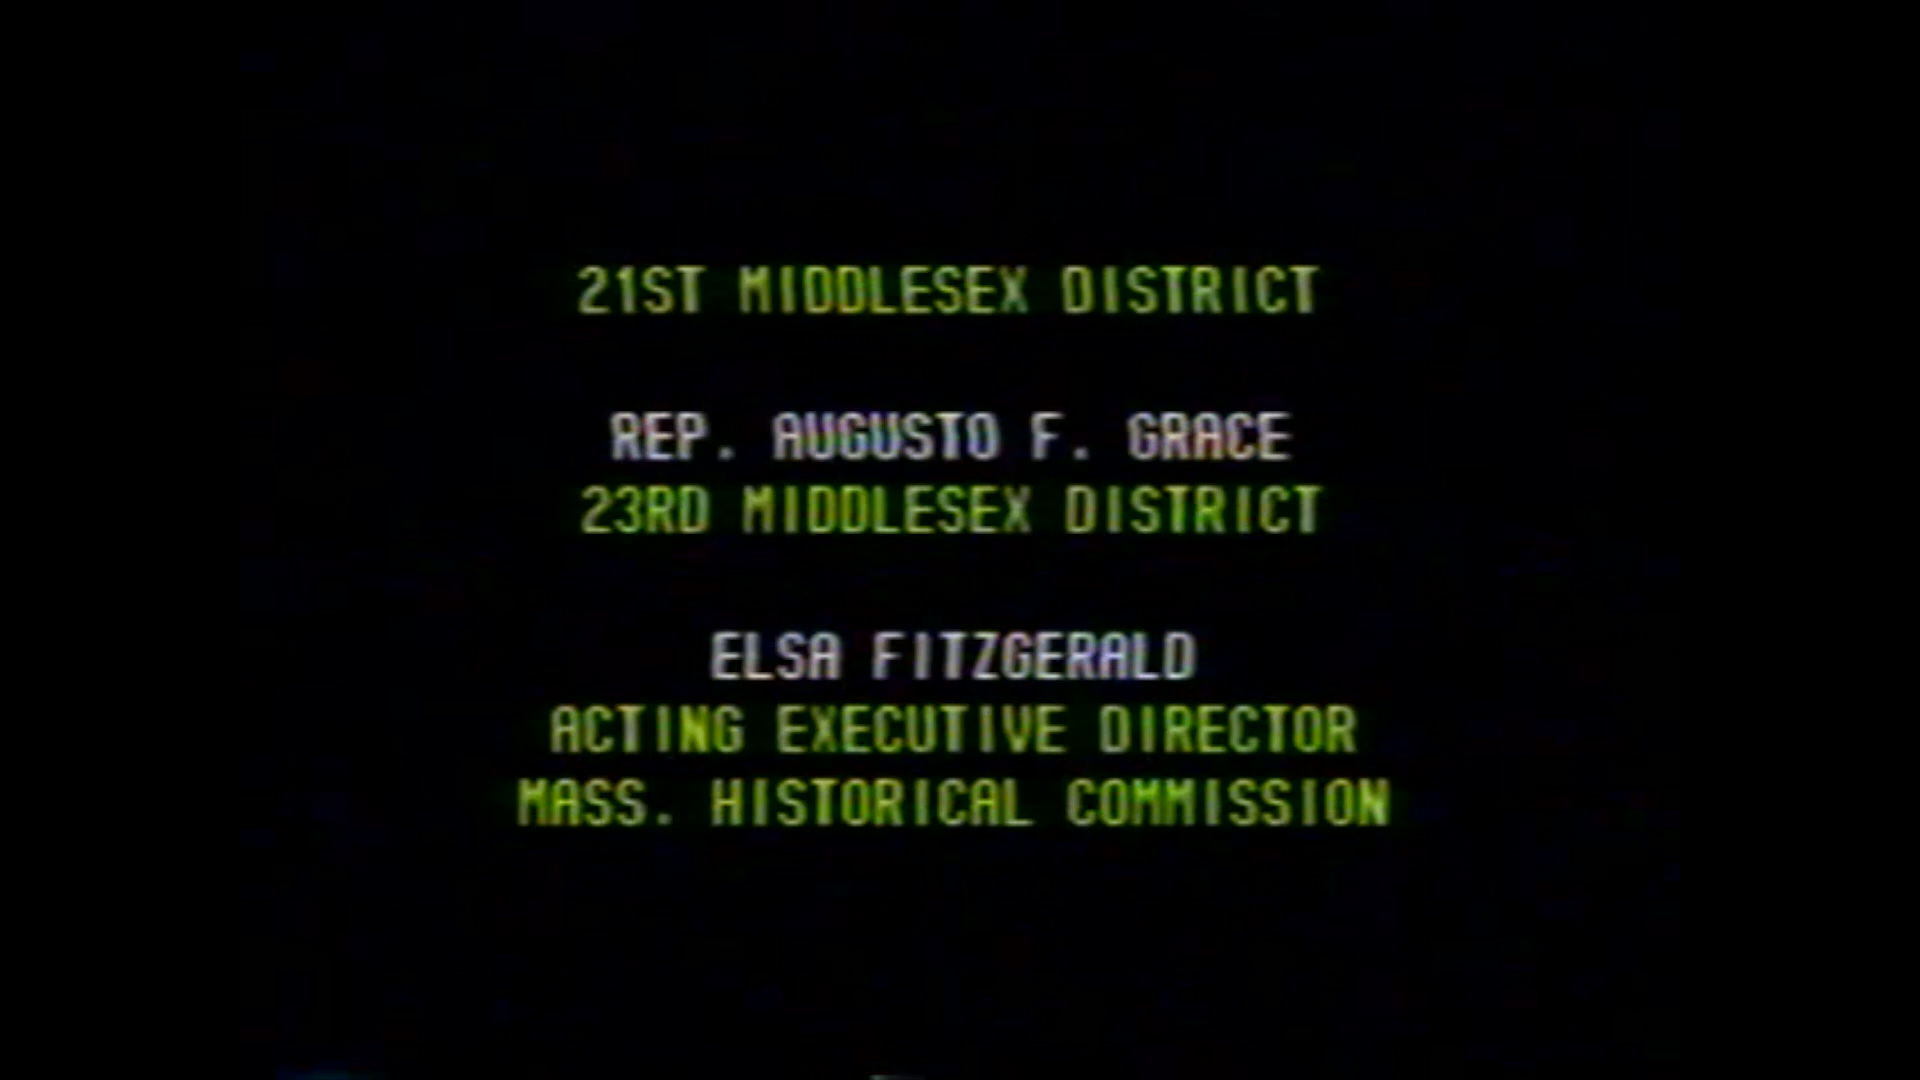 21ST MIDDLESEX DISTRICT
REP. AUGUSTO F. GRACE
23RD MIDDLESEX DISTRICT
ELSA FITZGERALD
ACTING EXECUTIVE DIRECTOR
MASS. HISTORICAL COMMISSION